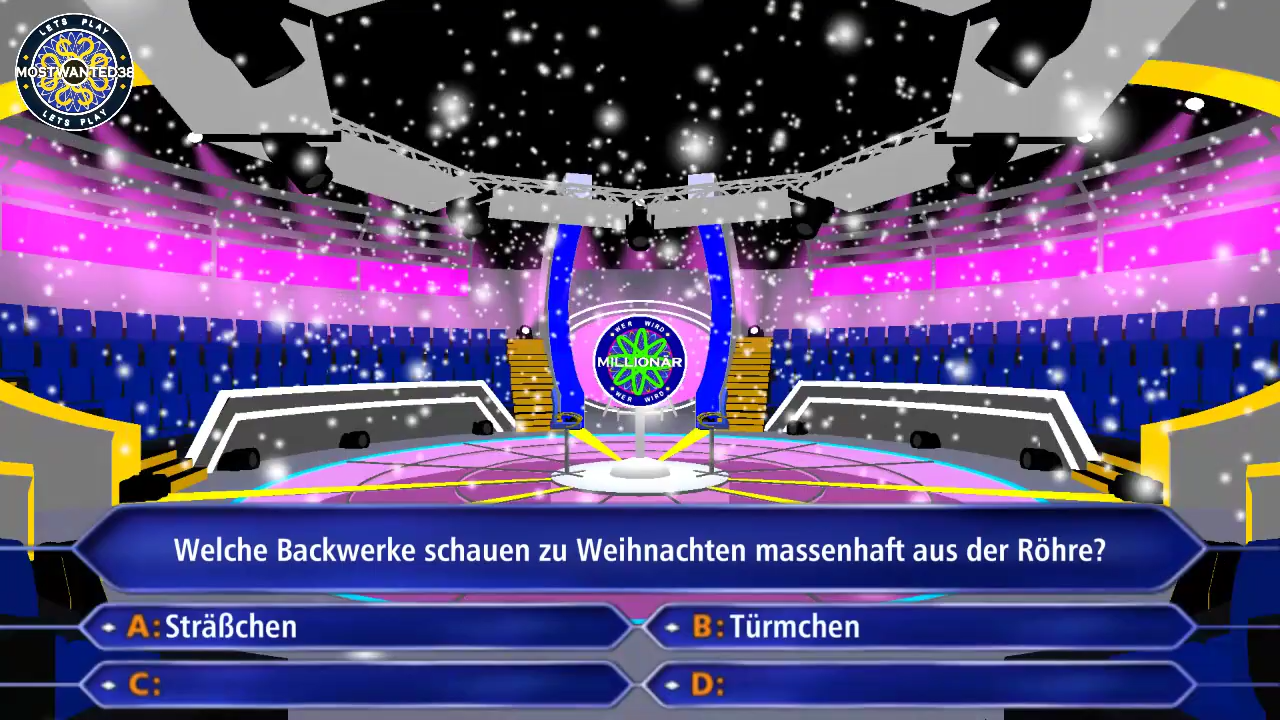 LETS PLAY
MOSTWANTED38
LETS PLAY
WER WIRD
MILLIONÄR
WER WIRD
Welche Backwerke schauen zu Weihnachten massenhaft aus der Röhre?
A: Sträßchen
B: Türmchen
C:
D: